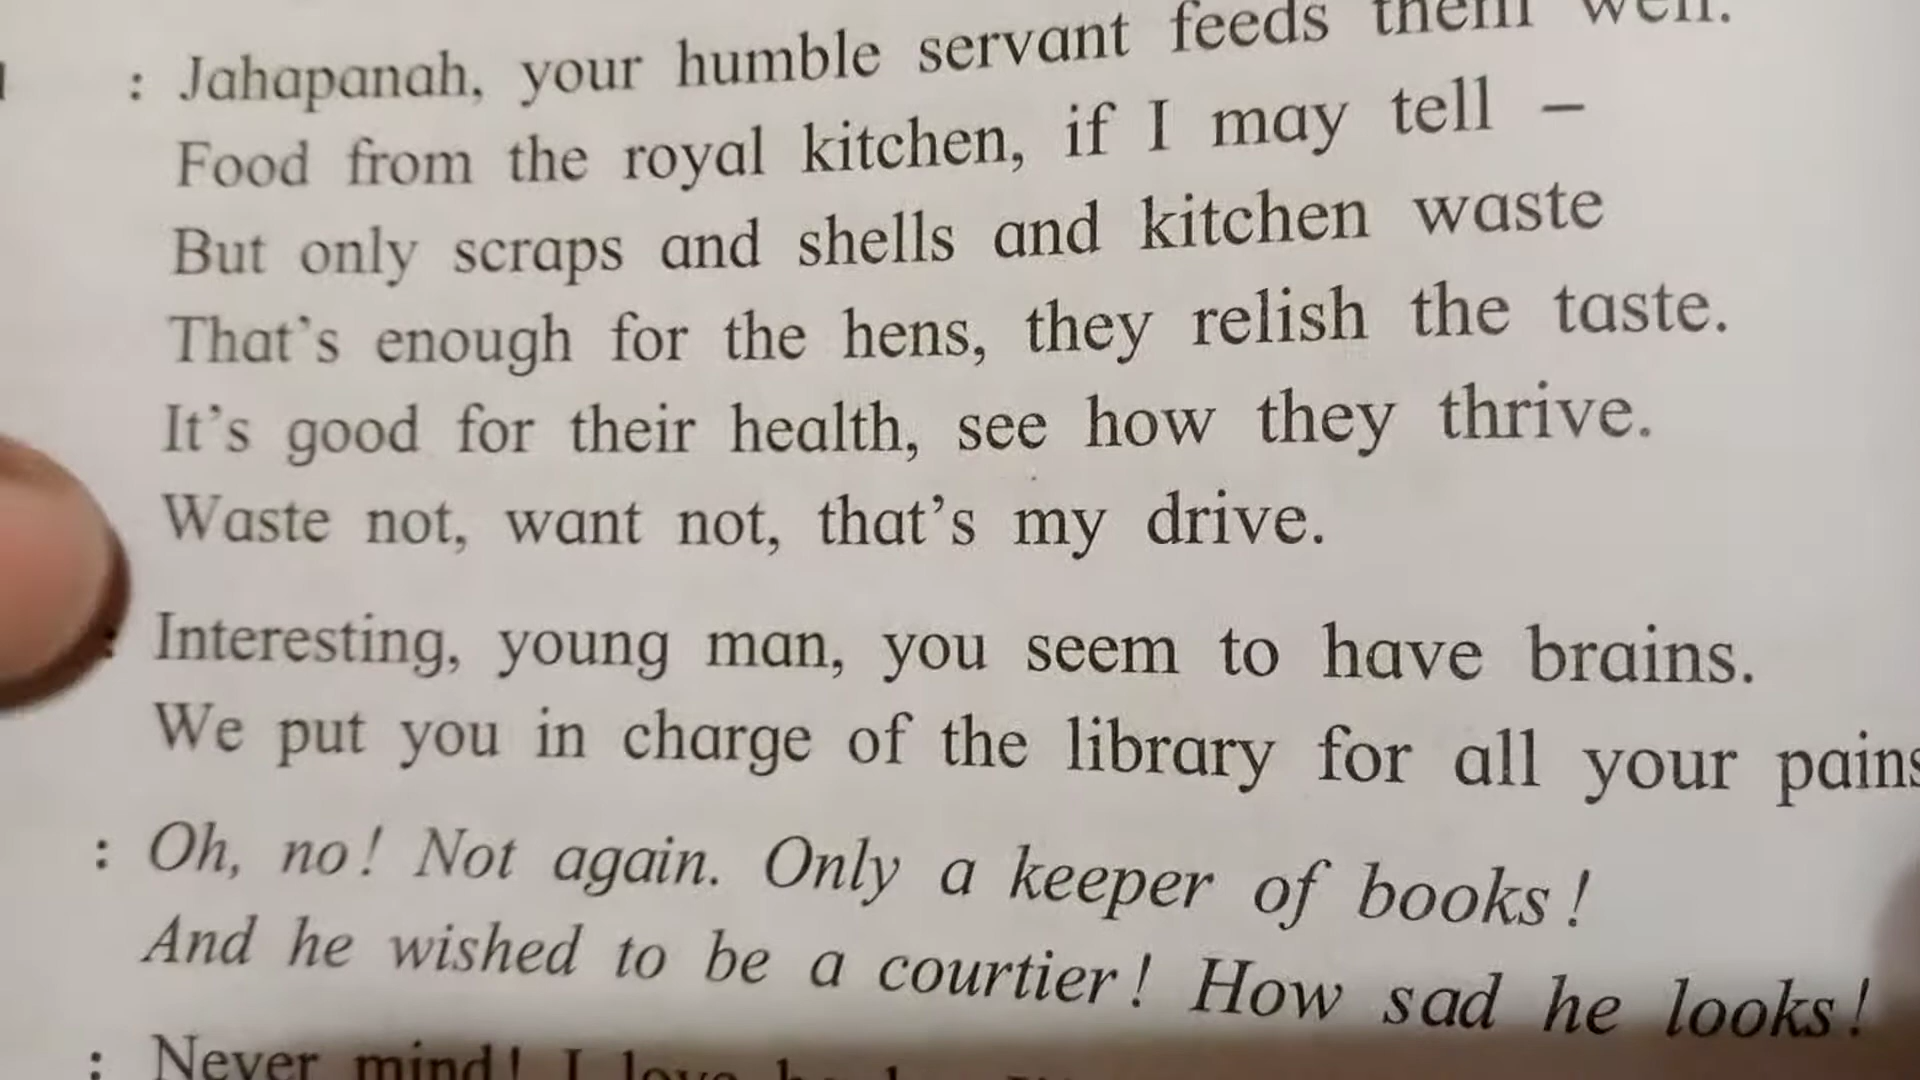 : Jahapanah, your humble servant feeds them well.
Food from the royal kitchen, if I may tell –
But only scraps and shells and kitchen waste
That's enough for the hens, they relish the taste.
It's good for their health, see how they thrive.
Waste not, want not, that's my drive.
: Interesting, young man, you seem to have brains.
We put you in charge of the library for all your pains
: Oh, no! Not again. Only a keeper of books!
And he wished to be a courtier! How sad he looks!
: Never mind! I love